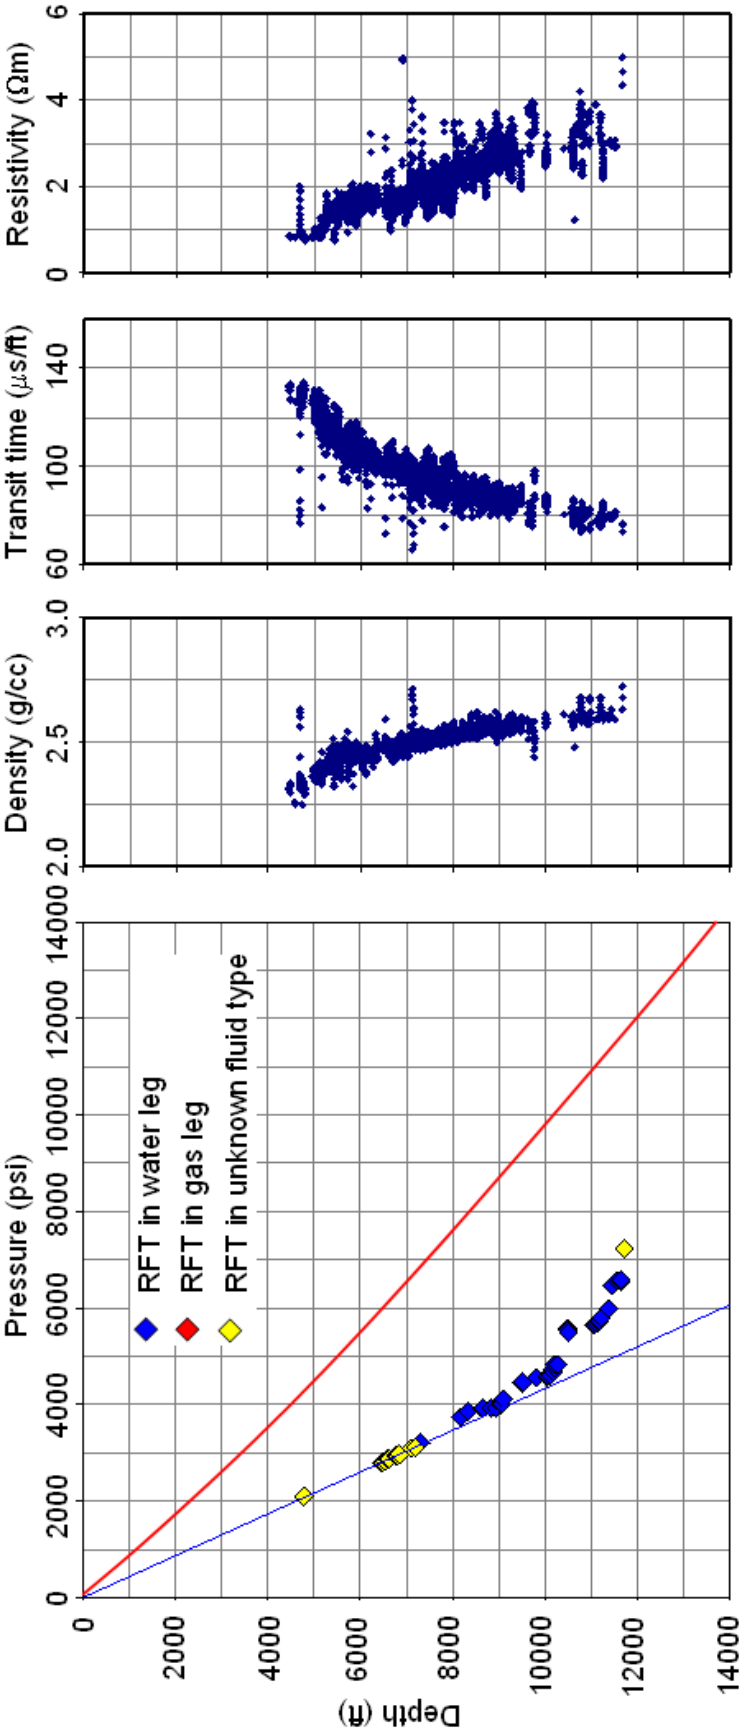 Pressure (psi)
0 2000 4000 6000 8000 10000 12000 14000
Density (g/cc)
2.0 2.5 3.0
Transit time (μs/ft)
60 100 140
Resistivity (Ωm)
0 2 4 6
Depth (ft)
0
2000
4000
6000
8000
10000
12000
14000
RFT in water leg
RFT in gas leg
RFT in unknown fluid type